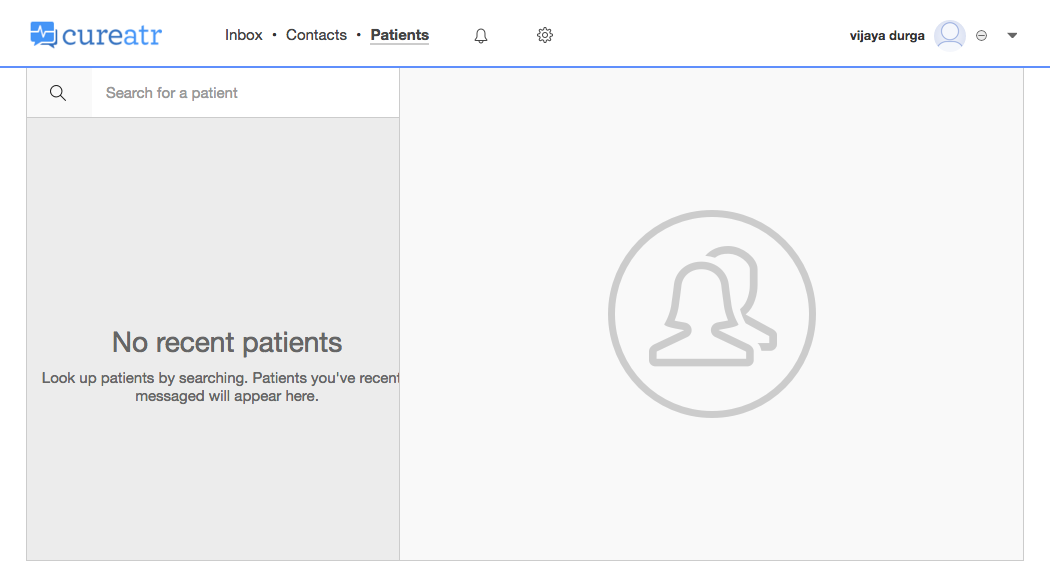 cureatr
Inbox • Contacts • Patients
vijaya durga
Search for a patient
No recent patients
Look up patients by searching. Patients you've recent
messaged will appear here.